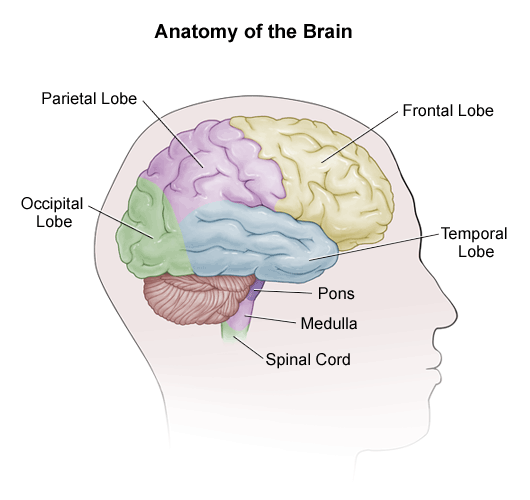 Anatomy of the Brain
Parietal Lobe
Frontal Lobe
Occipital
Lobe
Temporal
Lobe
Pons
Medulla
Spinal Cord